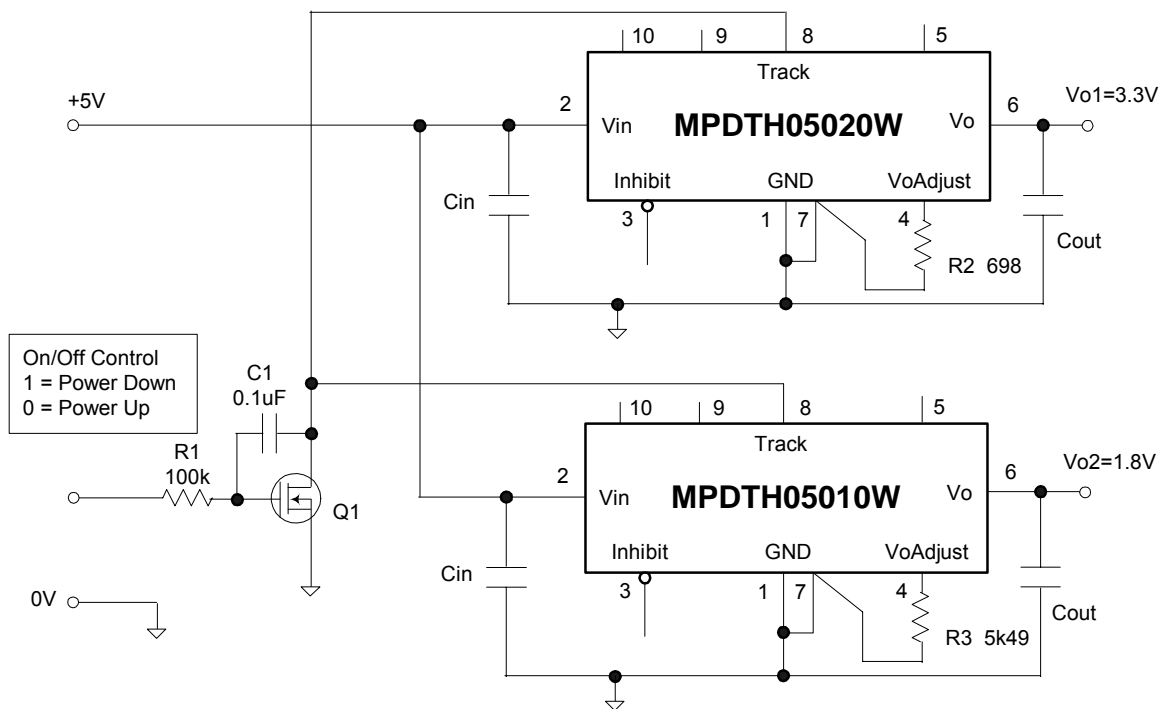 10
9
8
5
Track
+5V
2
Vin
MPDTH05020W
Vo
6
Vo1=3.3V
Inhibit
GND
VoAdjust
Cin
3
1
7
4
R2 698
Cout
On/Off Control
1 = Power Down
0 = Power Up
C1
0.1uF
R1
100k
Q1
0V
10
9
8
5
Track
2
Vin
MPDTH05010W
Vo
6
Vo2=1.8V
Inhibit
GND
VoAdjust
Cin
3
1
7
4
R3 5k49
Cout